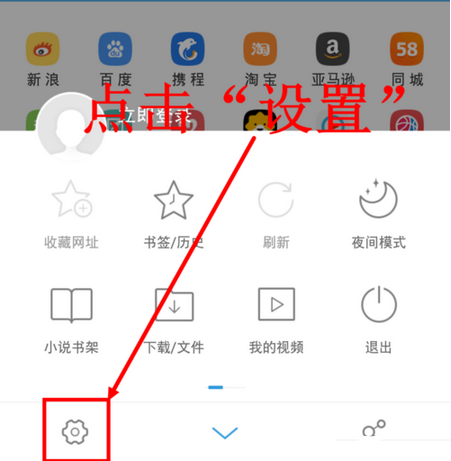 58
a
新浪 百度 携程 淘宝 亚马逊 同城
点击“设置”
立即登录
收藏网址 书签/历史 刷新 夜间模式
小说书架 下载/文件 我的视频 退出